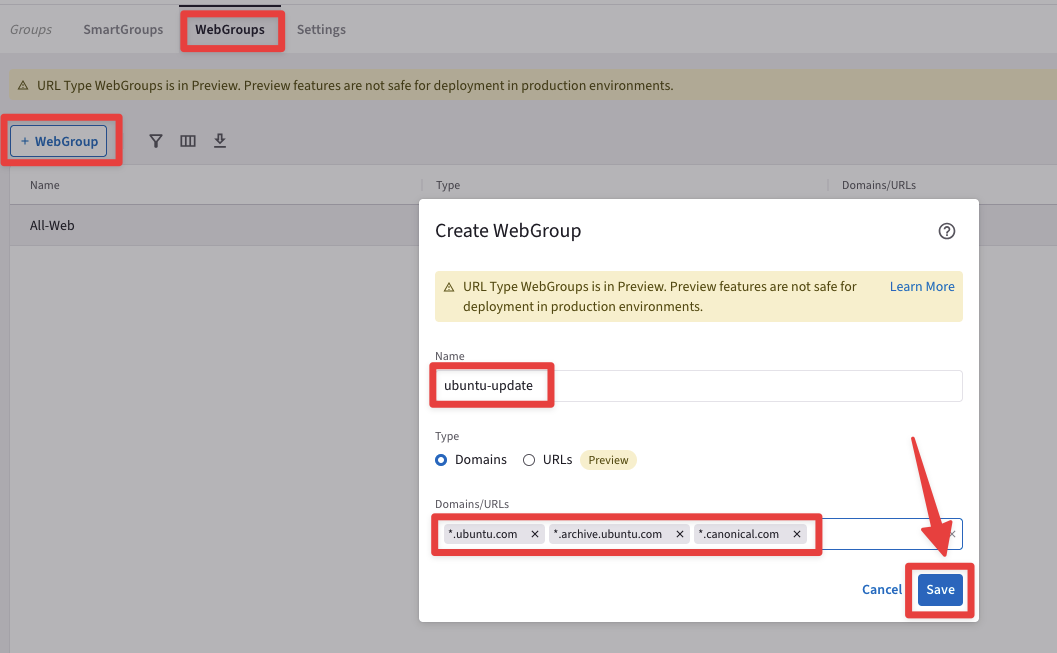 Groups SmartGroups WebGroups Settings
URL Type WebGroups is in Preview. Preview features are not safe for deployment in production environments.
+ WebGroup
Name Type Domains/URLs
All-Web
Create WebGroup
URL Type WebGroups is in Preview. Preview features are not safe for Learn More
deployment in production environments.
Name
ubuntu-update
Type
Domains URLs Preview
Domains/URLs
*.ubuntu.com × *.archive.ubuntu.com × *.canonical.com ×
Cancel Save